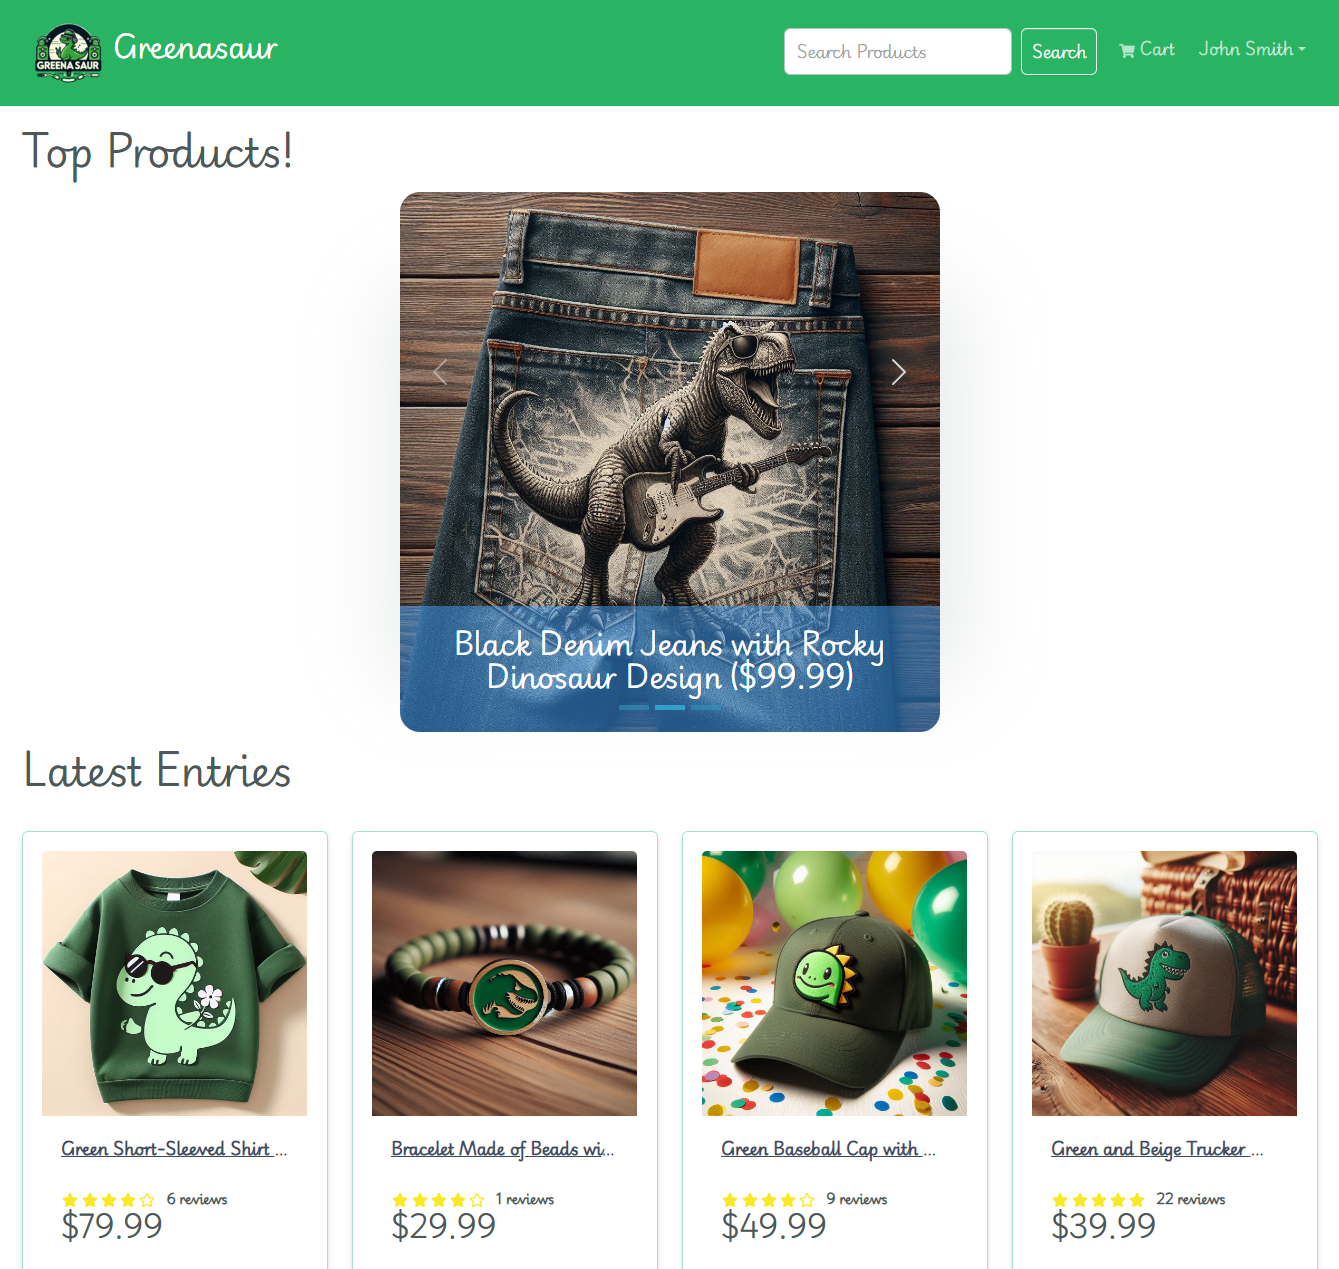 GREENA SAUR
Greenasaur
Search Products
Search
Cart
John Smith
Top Products!
Black Denim Jeans with Rocky
Dinosaur Design ($99.99)
Latest Entries
Green Short-Sleeved Shirt ...
6 reviews
$79.99
Bracelet Made of Beads wi...
1 reviews
$29.99
Green Baseball Cap with ...
9 reviews
$49.99
Green and Beige Trucker ...
22 reviews
$39.99